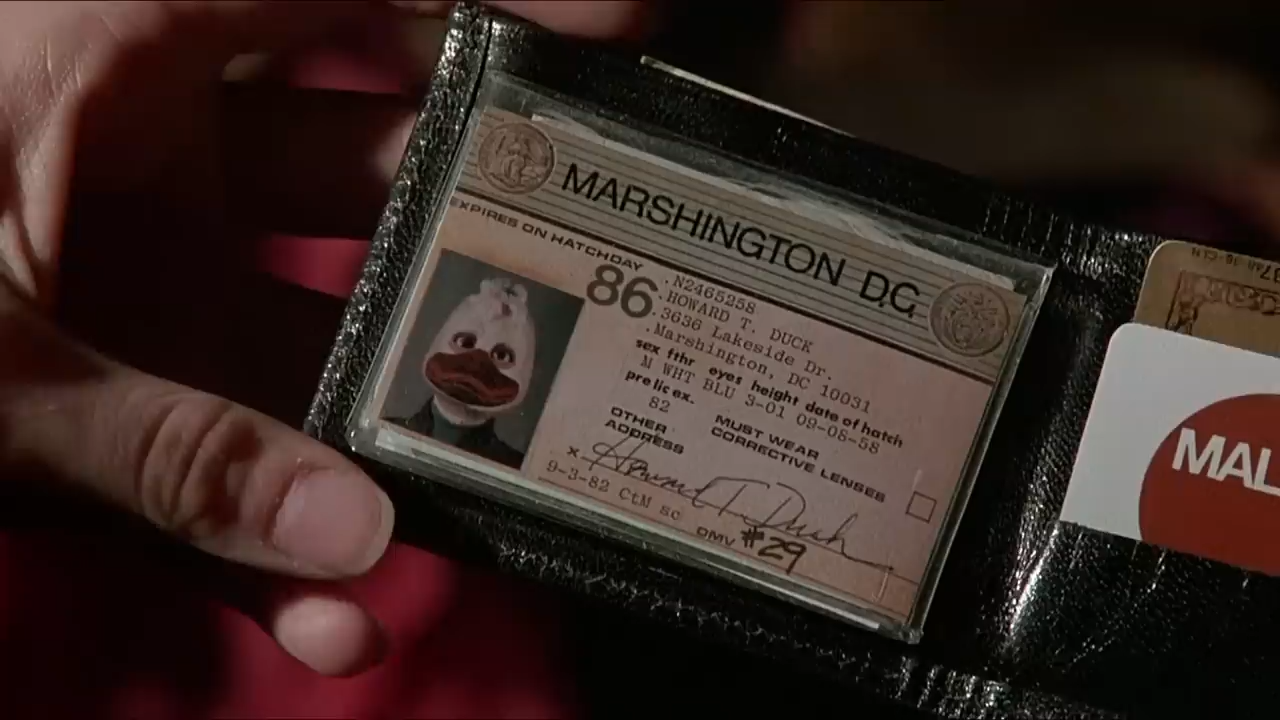 MARSHINGTON D.C.
EXPIRES ON HATCHDAY
86
N2465258
HOWARD T. DUCK
3636 Lakeside Dr.
Marshington, DC 10031
sex fthr eyes height date of hatch
M WHT BLU 3-01 09-08-58
pre lic ex.
82
OTHER ADDRESS
MUST WEAR CORRECTIVE LENSES
x Howard T. Duck
9-3-82 CtM sc DMV #29
MAL